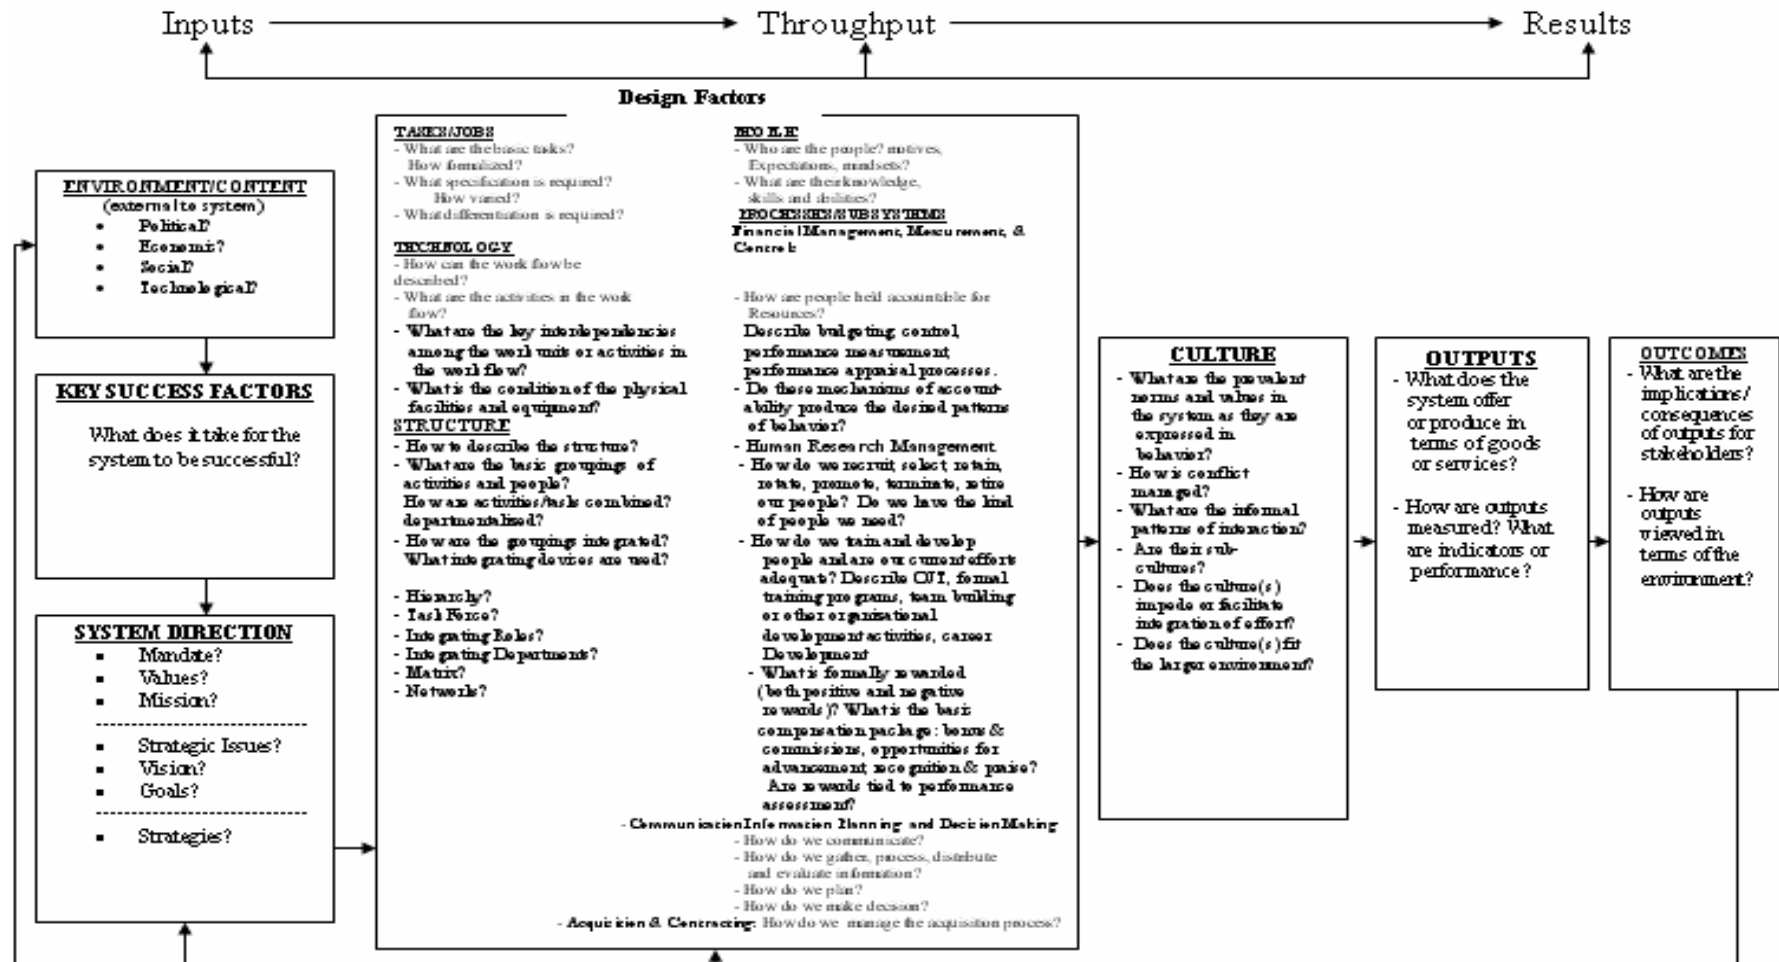 Inputs
Throughput
Results
Design Factors
ENVIRONMENT/CONTENT
(external to system)
• Political?
• Economic?
• Social?
• Technological?
KEY SUCCESS FACTORS
What does it take for the
system to be successful?
SYSTEM DIRECTION
▪ Mandate?
▪ Values?
▪ Mission?
▪ Strategic Issues?
▪ Vision?
▪ Goals?
▪ Strategies?
TASKS/JOBS
- What are the basic tasks?
How formalized?
- What specification is required?
How varied?
- What differentiation is required?
TECHNOLOGY
- How can the work flow be
described?
- What are the activities in the work
flow?
- What are the key interdependencies
among the work units or activities in
the work flow?
- What is the condition of the physical
facilities and equipment?
STRUCTURE
- How to describe the structure?
- What are the basic groupings of
activities and people?
How are activities/tasks combined?
departmentalized?
- How are the groupings integrated?
What integrating devices are used?
- Hierarchy?
- Task Force?
- Integrating Roles?
- Integrating Departments?
- Matrix?
- Networks?
PEOPLE
- Who are the people? motives,
Expectations, mindsets?
- What are their knowledge,
skills and abilities?
PROCESSES/SUBSYSTEMS
Financial Management, Measurement, &
Controls
- How are people held accountable for
Resources?
Describe budgeting, control,
performance measurement,
performance appraisal processes.
- Do these mechanisms of account-
ability produce the desired patterns
of behavior?
- Human Research Management
- How do we recruit, select, retain,
rotate, promote, terminate, retire
our people? Do we have the kind
of people we need?
- How do we train and develop
people and are our current efforts
adequate? Describe OJT, formal
training programs, team building
or other organizational
development activities, career
Development
- What is formally rewarded
(both positive and negative
rewards)? What is the basic
compensation package: bonus &
commissions, opportunities for
advancement, recognition & praise?
Are rewards tied to performance
assessment?
- Communication Information Planning and Decision Making
- How do we communicate?
- How do we gather, process, distribute
and evaluate information?
- How do we plan?
- How do we make decision?
- Acquisition & Contracting: How do we manage the acquisition process?
CULTURE
- What are the prevalent
norms and values in
the system as they are
expressed in
behavior?
- How is conflict
managed?
- What are the informal
patterns of interaction?
- Are their sub-
cultures?
- Does the culture(s)
impede or facilitate
integration of effort?
- Does the culture(s) fit
the larger environment?
OUTPUTS
- What does the
system offer
or produce in
terms of goods
or services?
- How are outputs
measured? What
are indicators or
performance?
OUTCOMES
- What are the
implications/
consequences
of outputs for
stakeholders?
- How are
outputs
viewed in
terms of the
environment?